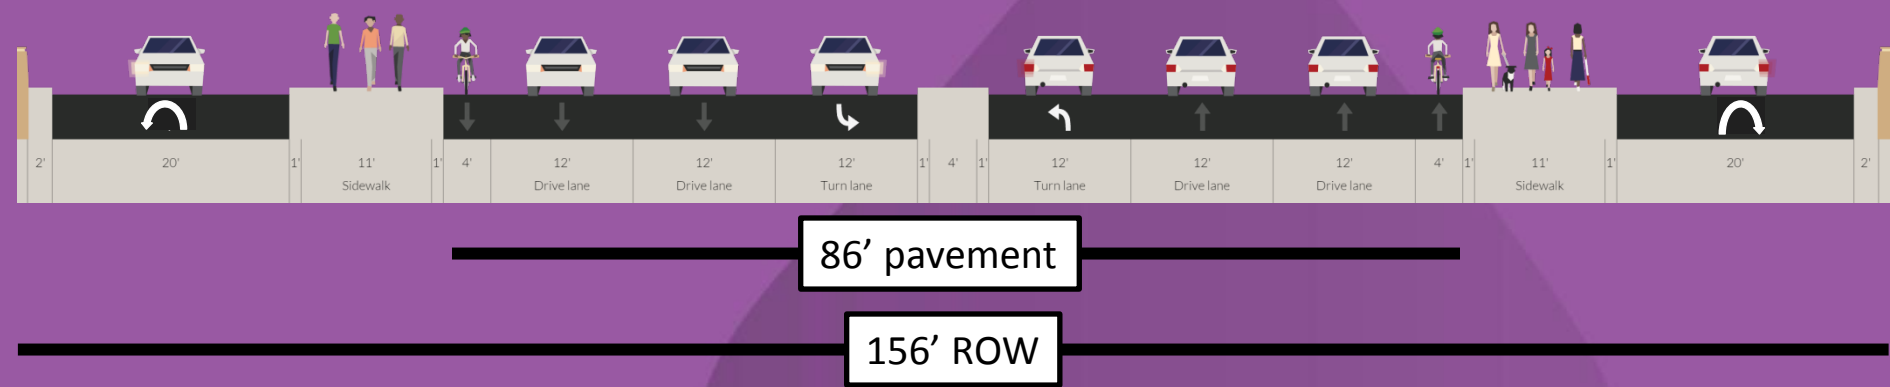 2' 20' 1' 11' 1' 4' 12' 12' 12' 1' 4' 1' 12' 12' 12' 4' 1' 11' 1' 20' 2'
Sidewalk Drive lane Drive lane Turn lane Turn lane Drive lane Drive lane Sidewalk
86’ pavement
156’ ROW